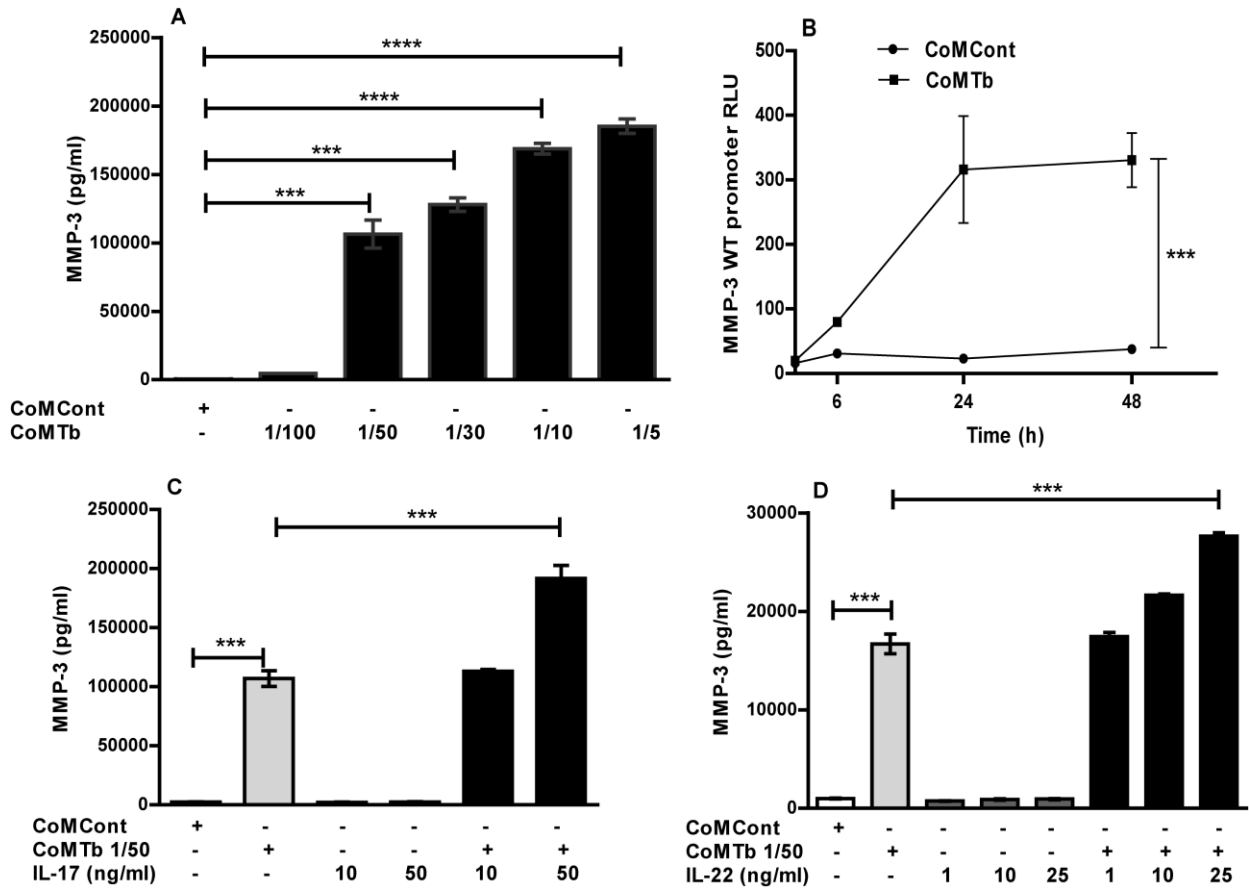 A
250000
200000
150000
100000
50000
0
MMP-3 (pg/ml)
****
****
***
***
CoMCont + - - - - -
CoMTb - 1/100 1/50 1/30 1/10 1/5
B
CoMCont
CoMTb
500
400
300
200
100
0
MMP-3 WT promoter RLU
***
6 24 48
Time (h)
C
250000
200000
150000
100000
50000
0
MMP-3 (pg/ml)
***
***
CoMCont + - - - - -
CoMTb 1/50 - + - - + +
IL-17 (ng/ml) - - 10 50 10 50
D
30000
20000
10000
0
MMP-3 (pg/ml)
***
***
CoMCont + - - - - - - -
CoMTb 1/50 - + - - - + + +
IL-22 (ng/ml) - - 1 10 25 1 10 25